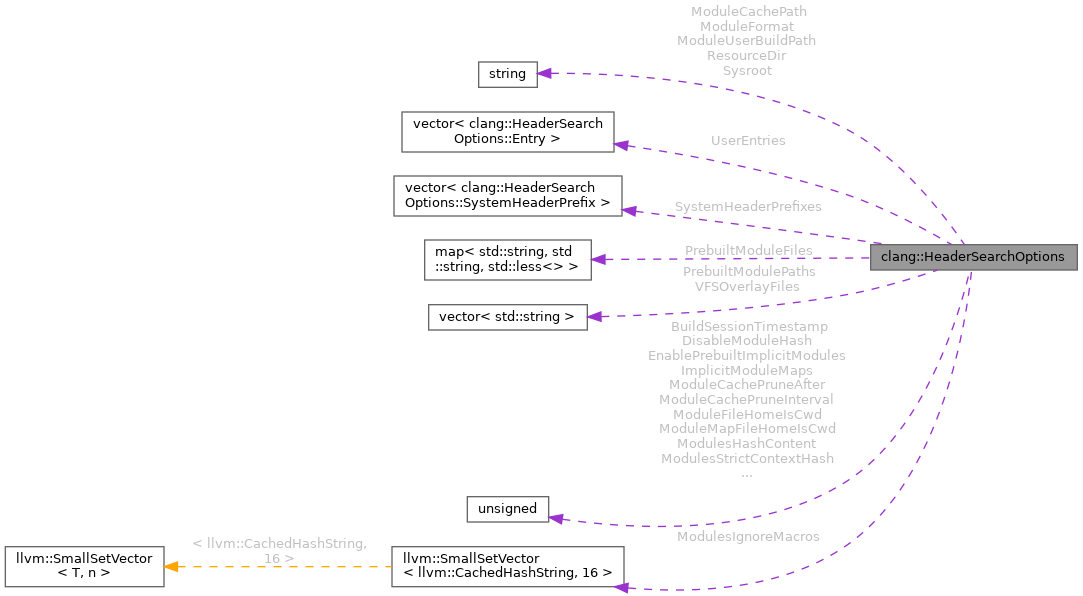 ModuleCachePath
ModuleFormat
ModuleUserBuildPath
ResourceDir
Sysroot
string
vector< clang::HeaderSearch
Options::Entry >
UserEntries
vector< clang::HeaderSearch
Options::SystemHeaderPrefix >
SystemHeaderPrefixes
map< std::string, std
::string, std::less<> >
PrebuiltModuleFiles
clang::HeaderSearchOptions
PrebuiltModulePaths
VFSOverlayFiles
vector< std::string >
BuildSessionTimestamp
DisableModuleHash
EnablePrebuiltImplicitModules
ImplicitModuleMaps
ModuleCachePruneAfter
ModuleCachePruneInterval
ModuleFileHomeIsCwd
ModuleMapFileHomeIsCwd
ModulesHashContent
ModulesStrictContextHash
...
unsigned
ModulesIgnoreMacros
< llvm::CachedHashString,
16 >
llvm::SmallSetVector
< T, n >
llvm::SmallSetVector
< llvm::CachedHashString, 16 >